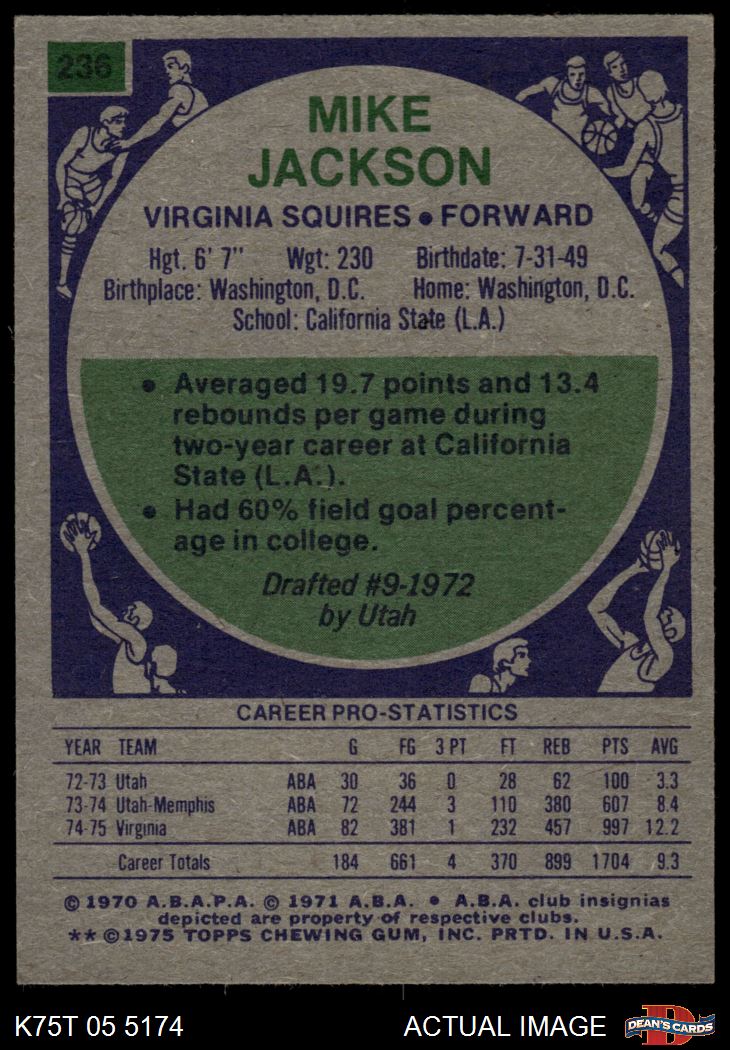 236
MIKE
JACKSON
VIRGINIA SQUIRES • FORWARD
Hgt. 6' 7" Wgt: 230 Birthdate: 7-31-49
Birthplace: Washington, D.C. Home: Washington, D.C.
School: California State (L.A.)
• Averaged 19.7 points and 13.4
rebounds per game during
two-year career at California
State (L.A.).
• Had 60% field goal percent-
age in college.
Drafted #9-1972
by Utah
CAREER PRO-STATISTICS
YEAR TEAM G FG 3 PT FT REB PTS AVG
72-73 Utah ABA 30 36 0 28 62 100 3.3
73-74 Utah-Memphis ABA 72 244 3 110 380 607 8.4
74-75 Virginia ABA 82 381 1 232 457 997 12.2
Career Totals 184 661 4 370 899 1704 9.3
© 1970 A.B.A.P.A. © 1971 A.B.A. • A.B.A. club insignias
depicted are property of respective clubs.
** ©1975 TOPPS CHEWING GUM, INC. PRTD. IN U.S.A.
K75T 05 5174 ACTUAL IMAGE D DEAN'S CARDS